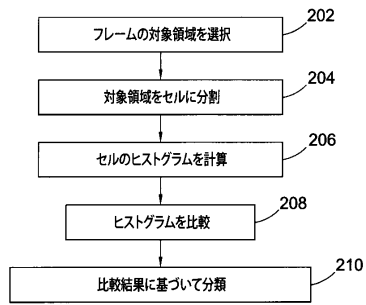 フレームの対象領域を選択
202
対象領域をセルに分割
204
セルのヒストグラムを計算
206
ヒストグラムを比較
208
比較結果に基づいて分類
210